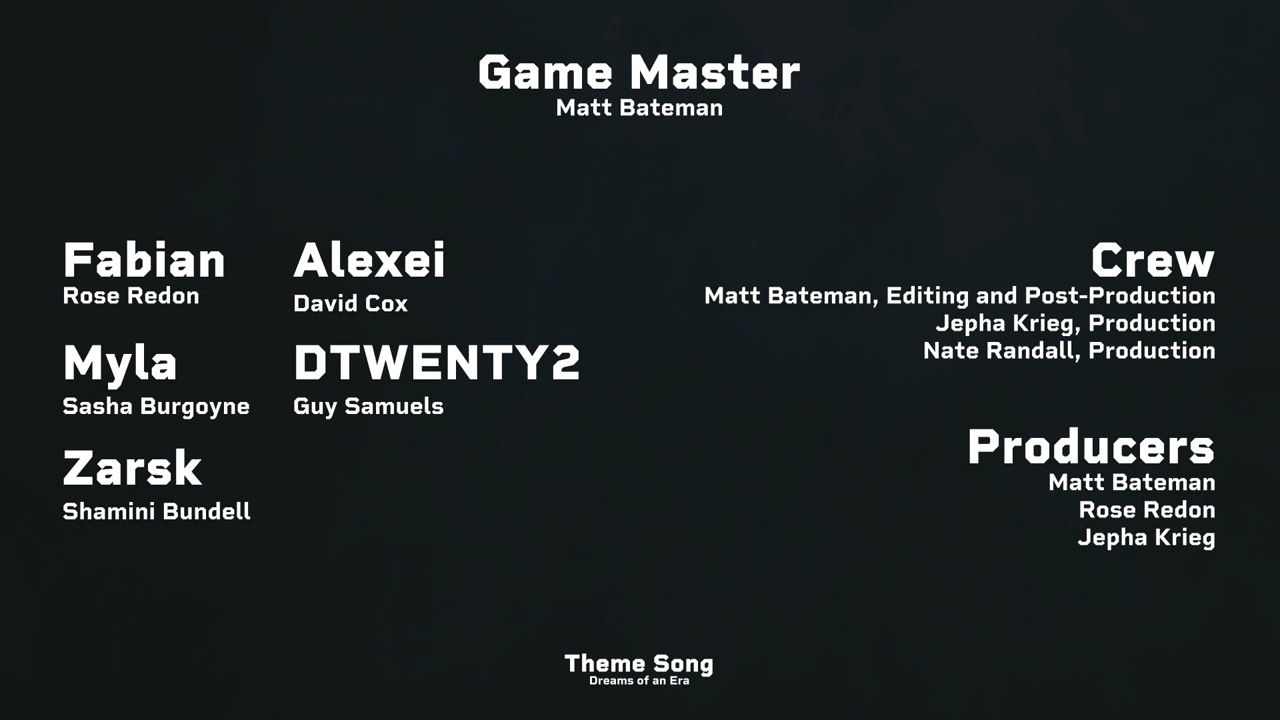 Game Master
Matt Bateman
Fabian
Rose Redon
Alexei
David Cox
Myla
Sasha Burgoyne
DTWENTY2
Guy Samuels
Zarsk
Shamini Bundell
Crew
Matt Bateman, Editing and Post-Production
Jepha Krieg, Production
Nate Randall, Production
Producers
Matt Bateman
Rose Redon
Jepha Krieg
Theme Song
Dreams of an Era